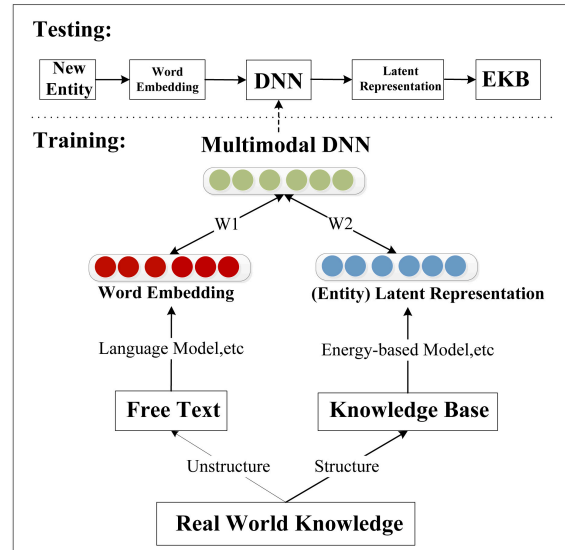 Testing:
New Entity
Word Embedding
DNN
Latent Representation
EKB
Training:
Multimodal DNN
W1
W2
Word Embedding
(Entity) Latent Representation
Language Model,etc
Energy-based Model,etc
Free Text
Knowledge Base
Unstructure
Structure
Real World Knowledge